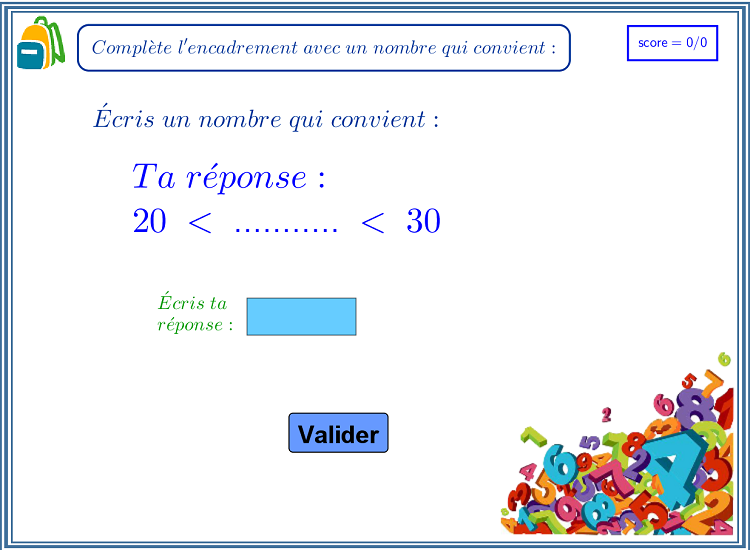 Complète l'encadrement avec un nombre qui convient :
score = 0/0
Écris un nombre qui convient :
Ta réponse :
20 < ........... < 30
Écris ta
réponse :
Valider